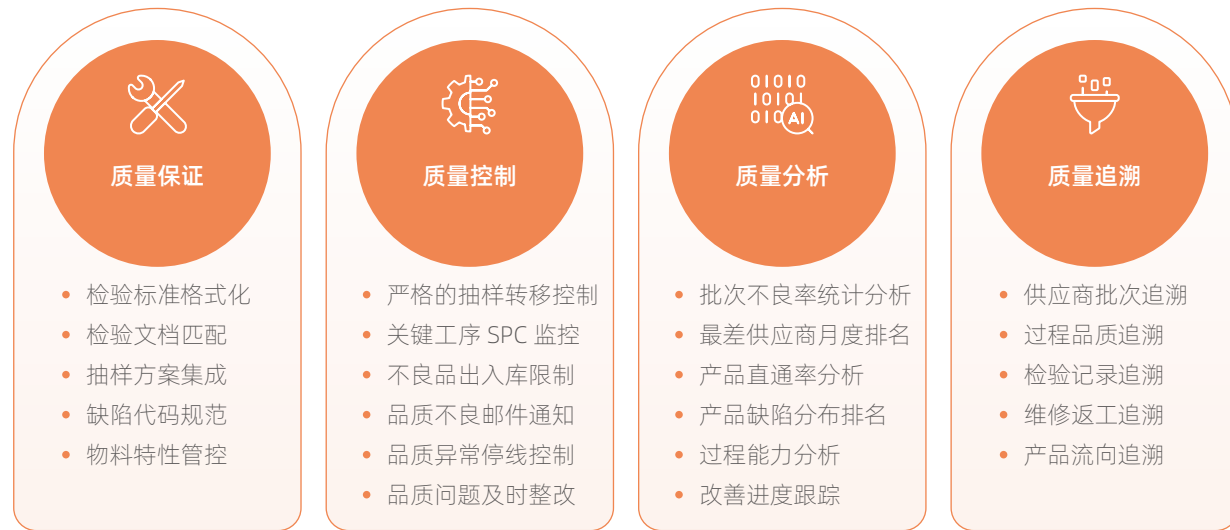 质量保证
检验标准格式化
检验文档匹配
抽样方案集成
缺陷代码规范
物料特性管控
质量控制
严格的抽样转移控制
关键工序 SPC 监控
不良品出入库限制
品质不良邮件通知
品质异常停线控制
品质问题及时整改
01010
10101
010 AI
质量分析
批次不良率统计分析
最差供应商月度排名
产品直通率分析
产品缺陷分布排名
过程能力分析
改善进度跟踪
质量追溯
供应商批次追溯
过程品质追溯
检验记录追溯
维修返工追溯
产品流向追溯